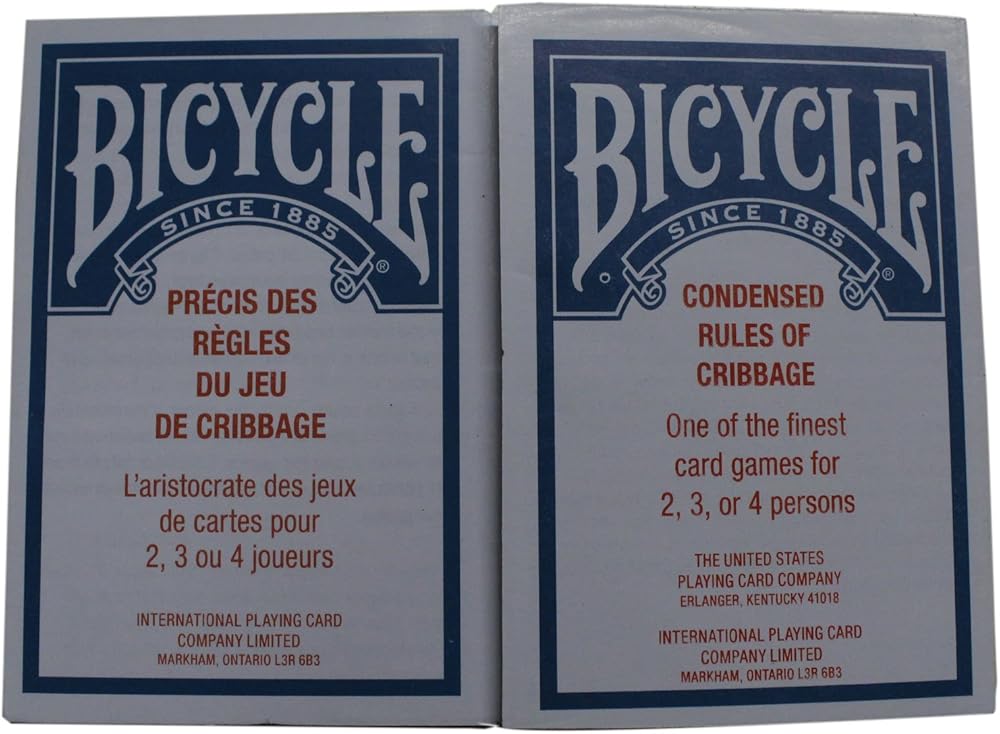 BICYCLE
SINCE 1885
®
PRÉCIS DES
RÈGLES
DU JEU
DE CRIBBAGE
L'aristocrate des jeux
de cartes pour
2, 3 ou 4 joueurs
INTERNATIONAL PLAYING CARD
COMPANY LIMITED
MARKHAM, ONTARIO L3R 6B3
BICYCLE
SINCE 1885
®
CONDENSED
RULES OF
CRIBBAGE
One of the finest
card games for
2, 3, or 4 persons
THE UNITED STATES
PLAYING CARD COMPANY
ERLANGER, KENTUCKY 41018
INTERNATIONAL PLAYING CARD
COMPANY LIMITED
MARKHAM, ONTARIO L3R 6B3